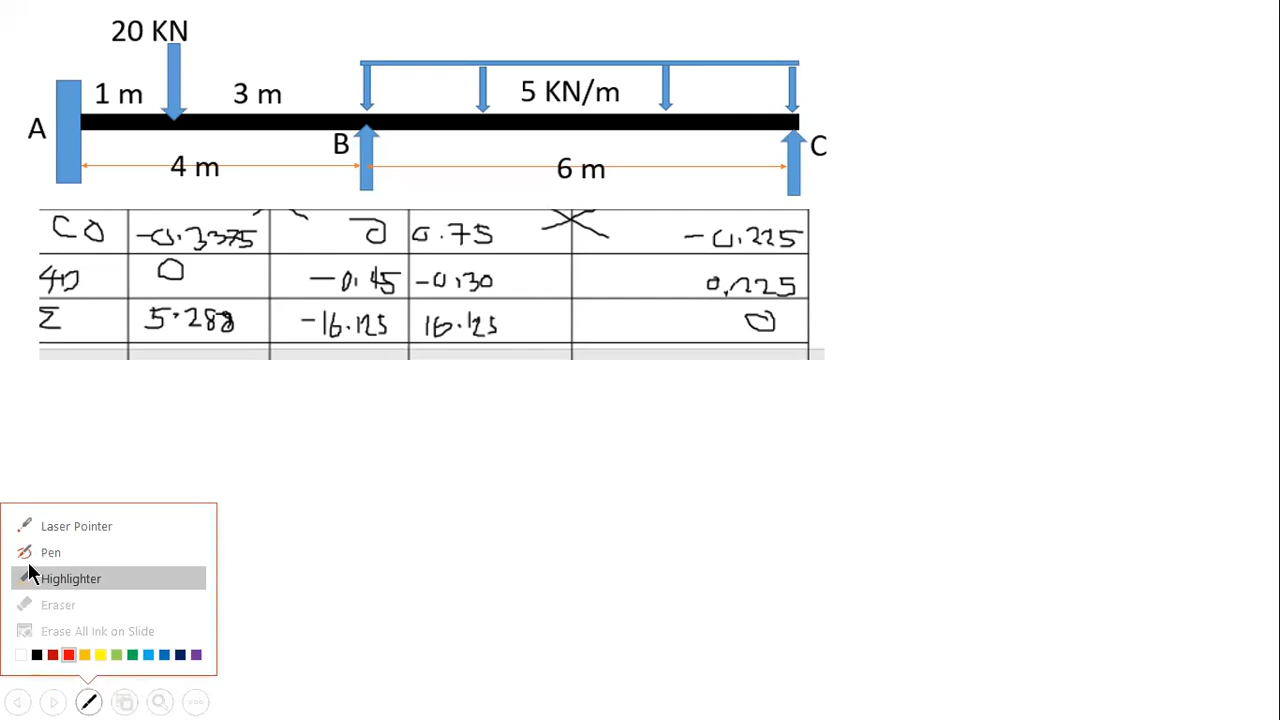 20 KN
1 m 3 m 5 KN/m
A B C
4 m 6 m
CO -0.3375 0 0.75 -0.225
4D 0 -0.45 -0.30 0.225
Σ 5.288 -16.125 16.125 0
Laser Pointer
Pen
Highlighter
Eraser
Erase All Ink on Slide